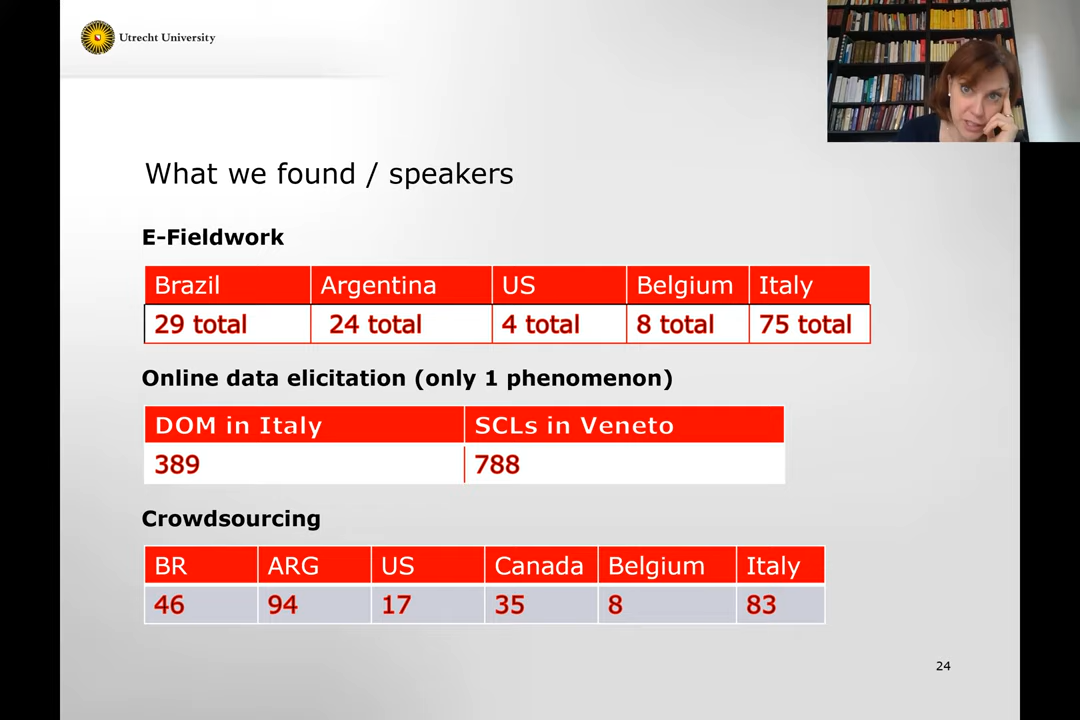 Utrecht University
What we found / speakers
E-Fieldwork
Brazil Argentina US Belgium Italy
29 total 24 total 4 total 8 total 75 total
Online data elicitation (only 1 phenomenon)
DOM in Italy SCLs in Veneto
389 788
Crowdsourcing
BR ARG US Canada Belgium Italy
46 94 17 35 8 83
24